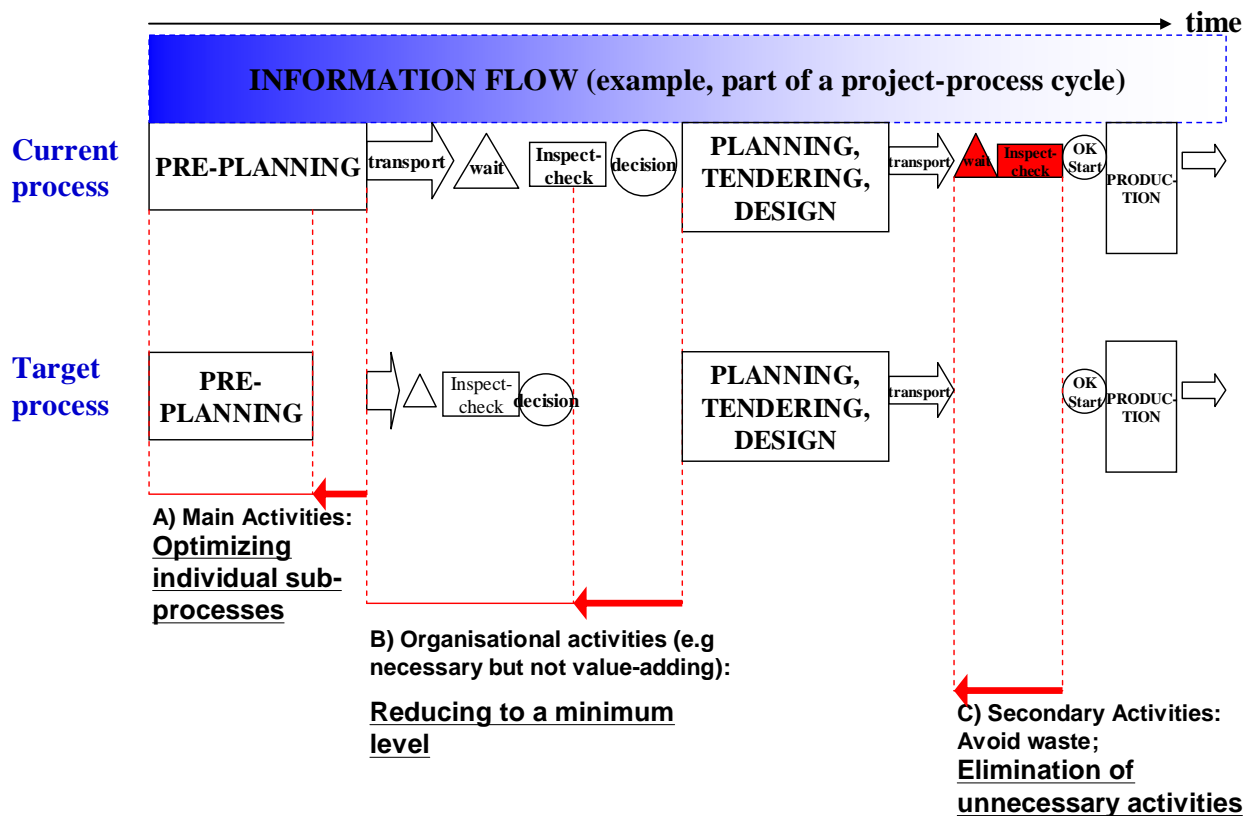 time
INFORMATION FLOW (example, part of a project-process cycle)
Current
process
PRE-PLANNING
transport
wait
Inspect-
check
decision
PLANNING,
TENDERING,
DESIGN
transport
wait
Inspect-
check
OK
Start
PRODUC-
TION
Target
process
PRE-
PLANNING
Inspect-
check
decision
PLANNING,
TENDERING,
DESIGN
transport
OK
Start
PRODUC-
TION
A) Main Activities:
Optimizing
individual sub-
processes
B) Organisational activities (e.g
necessary but not value-adding):
Reducing to a minimum
level
C) Secondary Activities:
Avoid waste;
Elimination of
unnecessary activities